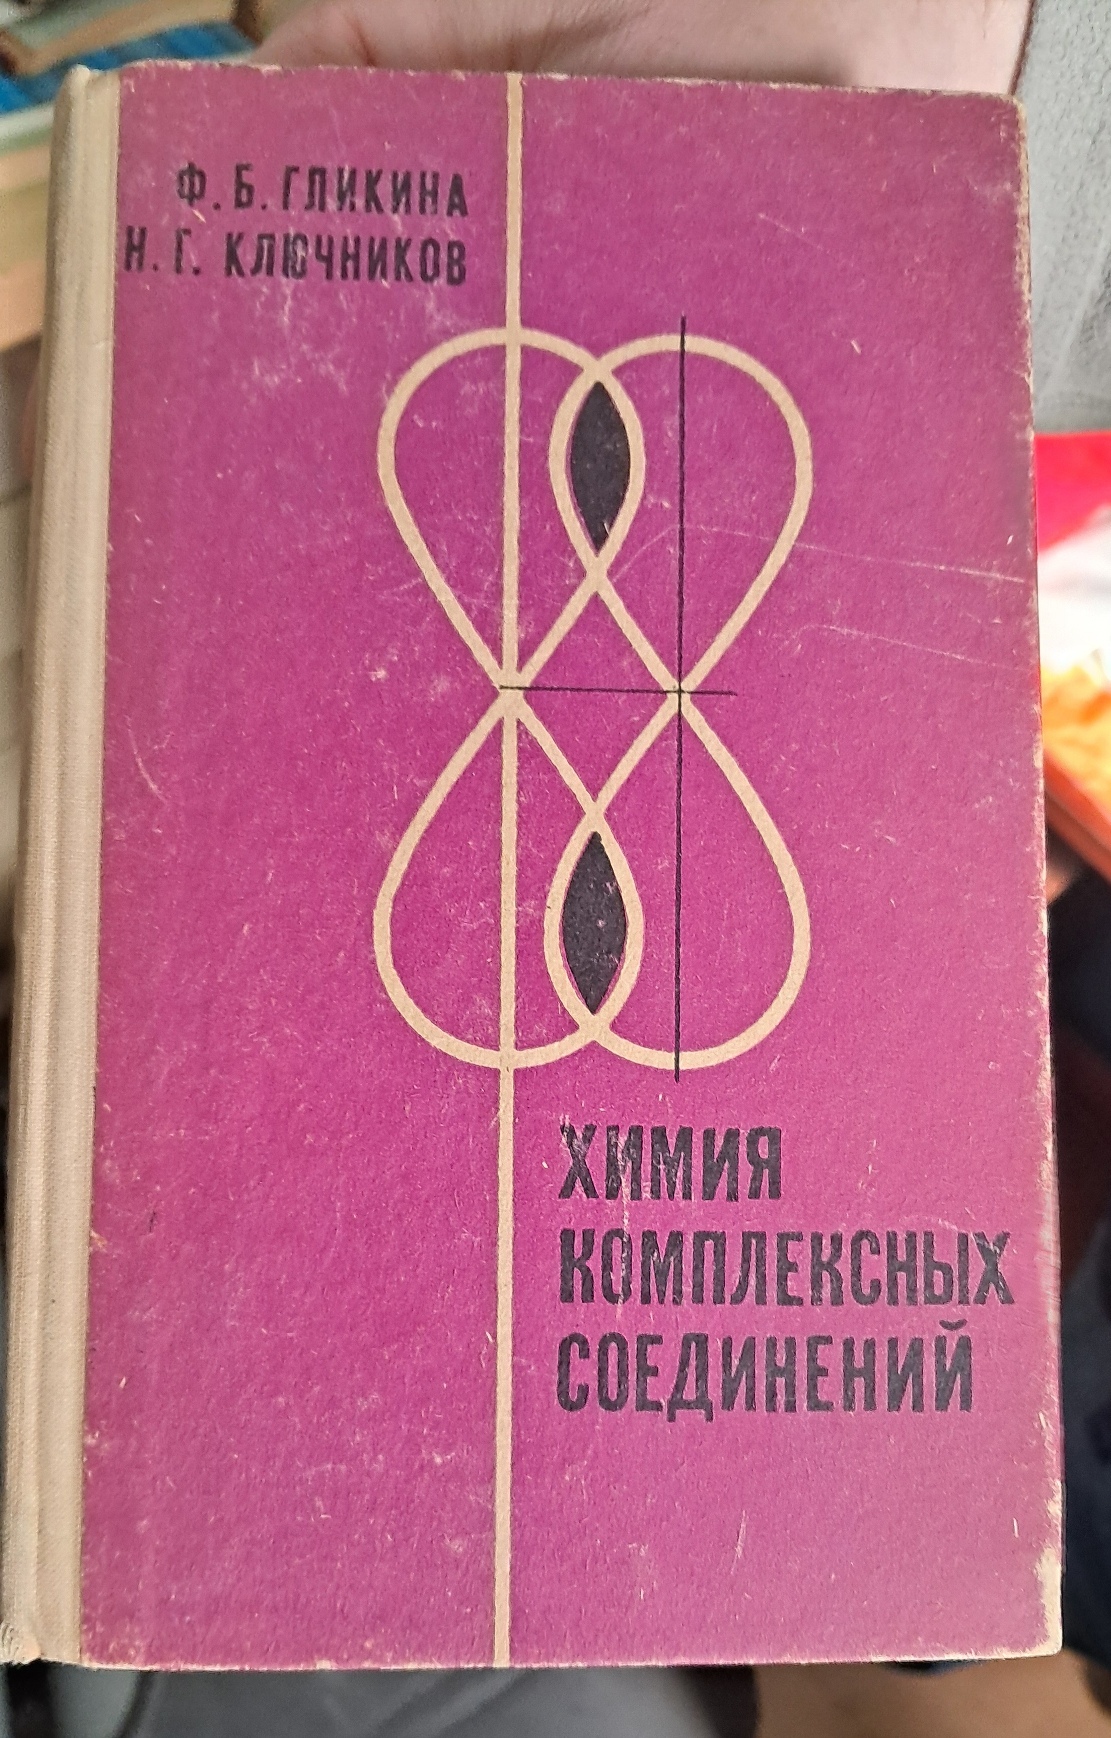 Ф. Б. ГЛИКИНА
Н. Г. КЛЮЧНИКОВ
ХИМИЯ
КОМПЛЕКСНЫХ
СОЕДИНЕНИЙ